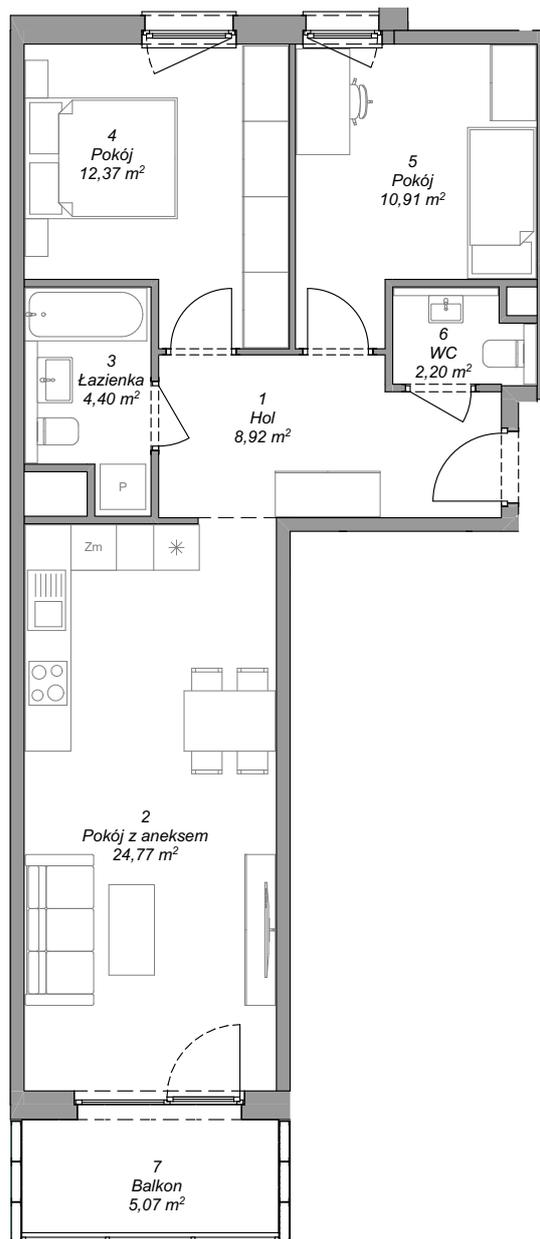 4
Pokój
12,37 m²
5
Pokój
10,91 m²
6
WC
2,20 m²
3
Łazienka
4,40 m²
1
Hol
8,92 m²
P
Zm
2
Pokój z aneksem
24,77 m²
7
Balkon
5,07 m²